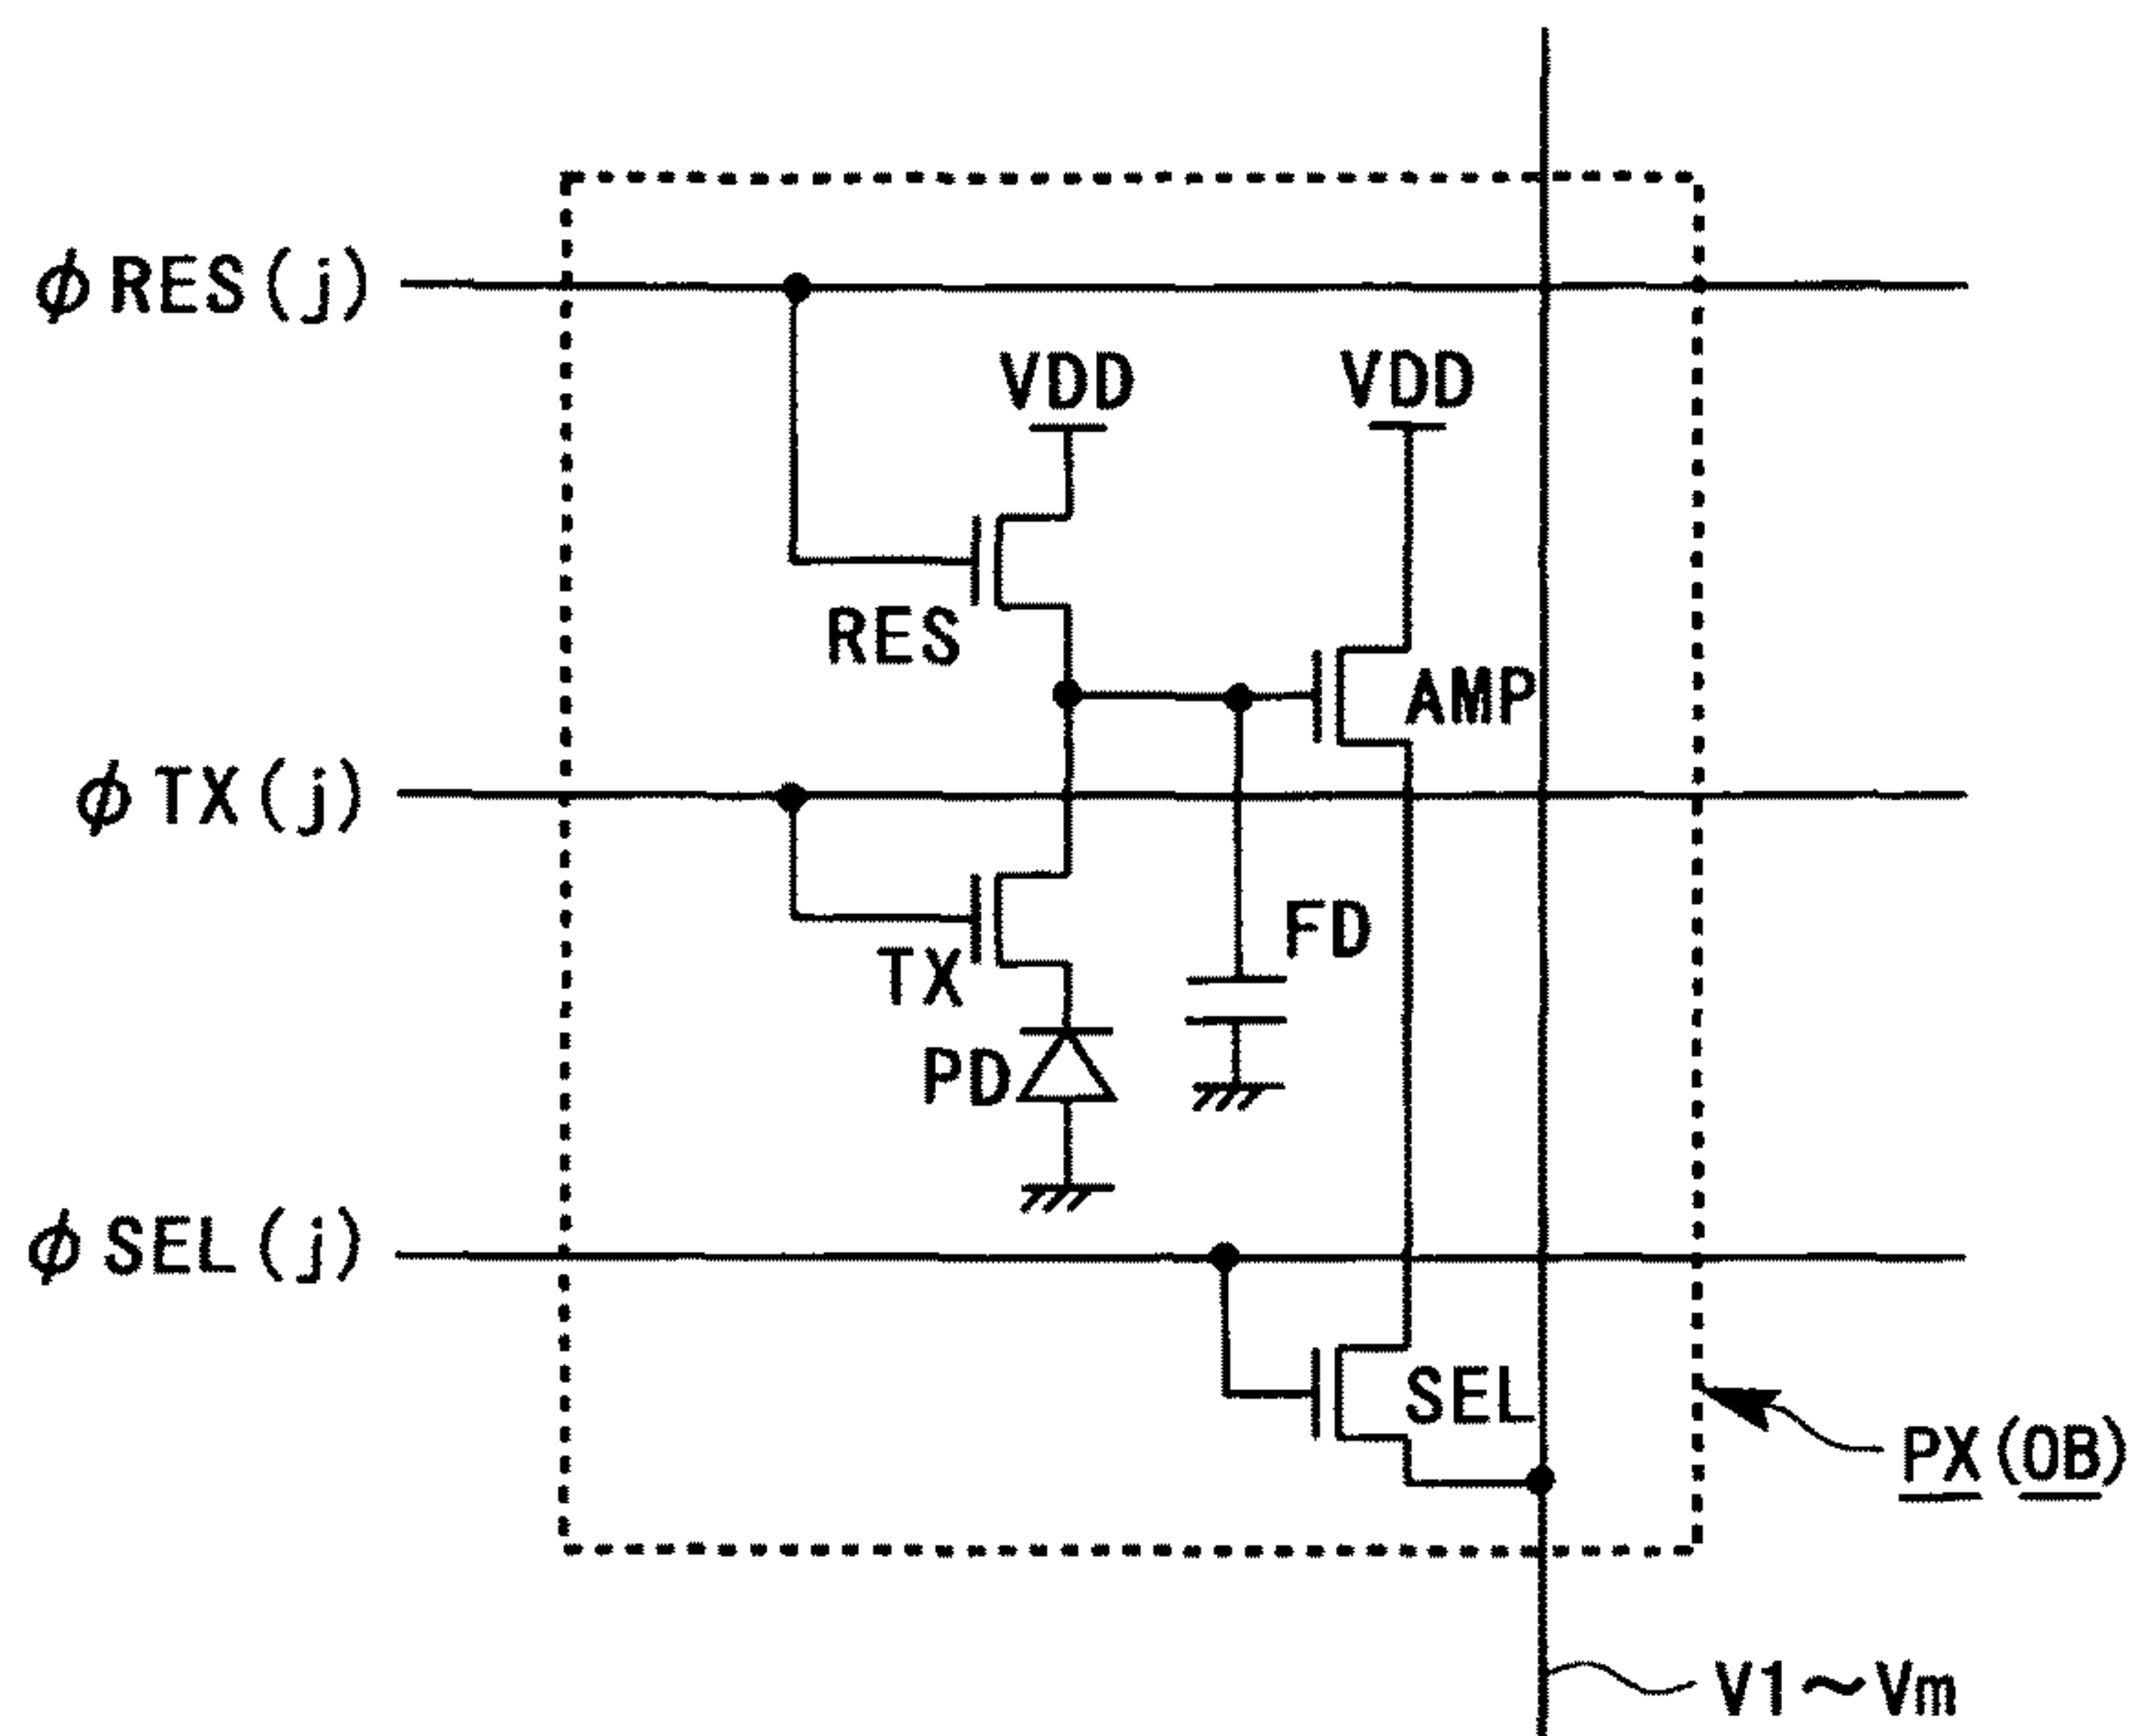 φRES(j)
VDD
VDD
RES
AMP
φTX(j)
FD
TX
PD
φSEL(j)
SEL
PX(OB)
V1～Vm